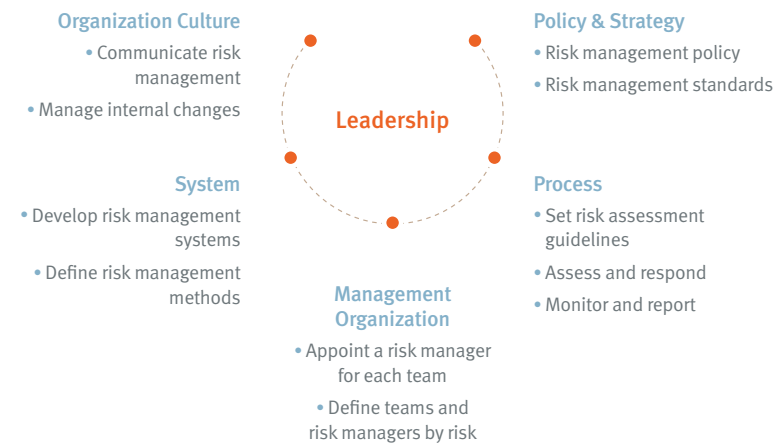 Organization Culture
• Communicate risk
management
• Manage internal changes
Policy & Strategy
• Risk management policy
• Risk management standards
Leadership
System
• Develop risk management
systems
• Define risk management
methods
Process
• Set risk assessment
guidelines
• Assess and respond
• Monitor and report
Management
Organization
• Appoint a risk manager
for each team
• Define teams and
risk managers by risk